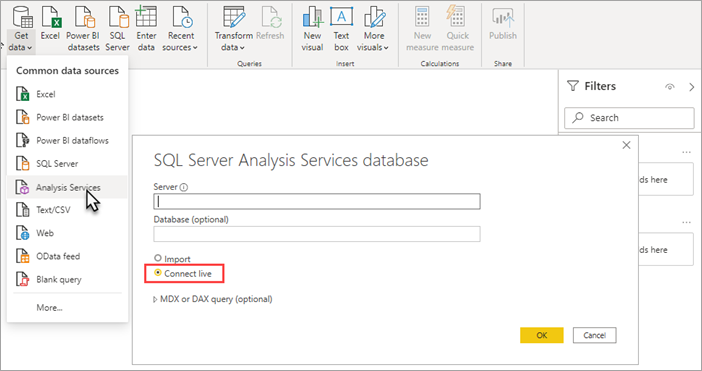 Get data
Excel
Power BI datasets
SQL Server
Enter data
Recent sources
Transform data
Refresh
New visual
Text box
More visuals
New measure
Quick measure
Publish
Queries
Insert
Calculations
Share
Common data sources
Excel
Power BI datasets
Power BI dataflows
SQL Server
Analysis Services
Text/CSV
Web
OData feed
Blank query
More...
Filters
Search
...
ds here
...
ds here
SQL Server Analysis Services database
Server
Database (optional)
Import
Connect live
MDX or DAX query (optional)
OK
Cancel